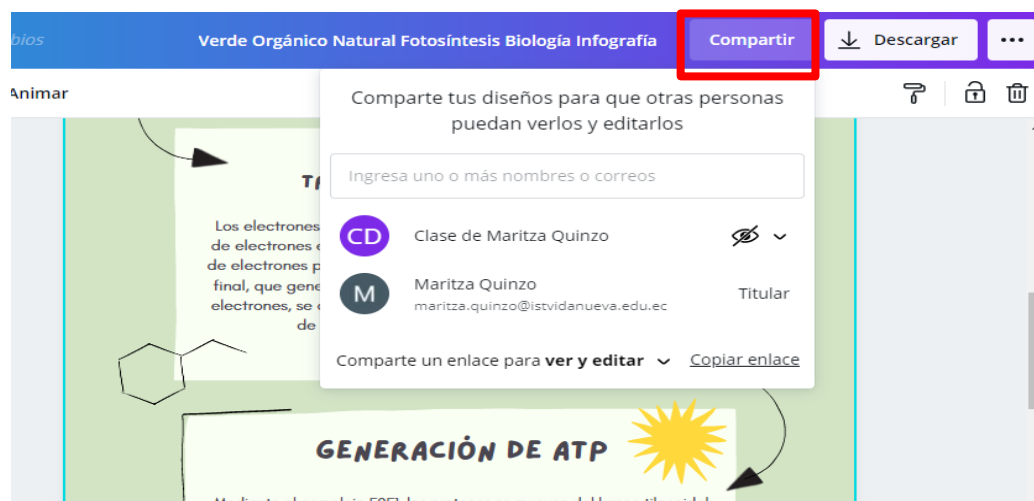 bios
Verde Orgánico Natural Fotosíntesis Biología Infografía
Compartir
Descargar
Animar
Comparte tus diseños para que otras personas
puedan verlos y editarlos
Ingresa uno o más nombres o correos
CD
Clase de Maritza Quinzo
M
Maritza Quinzo
maritza.quinzo@istvidanueva.edu.ec
Titular
Comparte un enlace para ver y editar
Copiar enlace
Los electrones
de electrones
de electrones
final, que
electrones, se
de
GENERACIÓN DE ATP